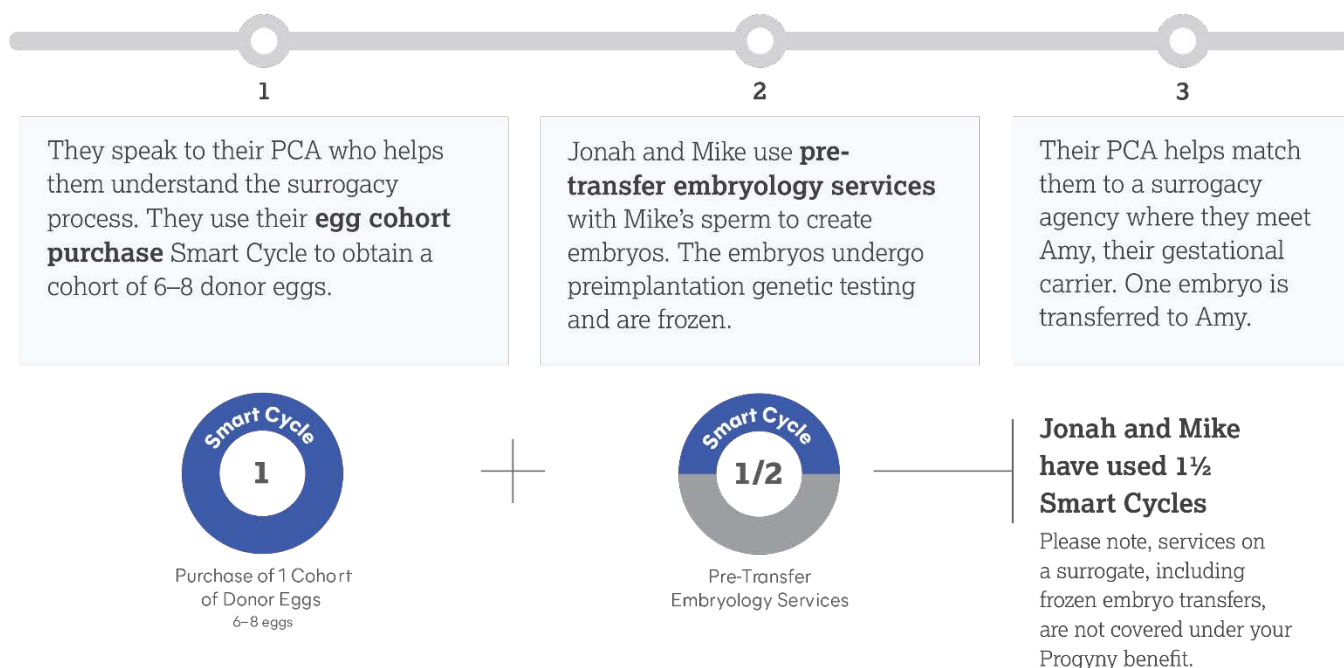 1
They speak to their PCA who helps
them understand the surrogacy
process. They use their egg cohort
purchase Smart Cycle to obtain a
cohort of 6–8 donor eggs.
Smart Cycle
1
Purchase of 1 Cohort
of Donor Eggs
6–8 eggs
2
Jonah and Mike use pre-
transfer embryology services
with Mike’s sperm to create
embryos. The embryos undergo
preimplantation genetic testing
and are frozen.
Smart Cycle
1/2
Pre-Transfer
Embryology Services
3
Their PCA helps match
them to a surrogacy
agency where they meet
Amy, their gestational
carrier. One embryo is
transferred to Amy.
Jonah and Mike
have used 1½
Smart Cycles
Please note, services on
a surrogate, including
frozen embryo transfers,
are not covered under your
Progyny benefit.